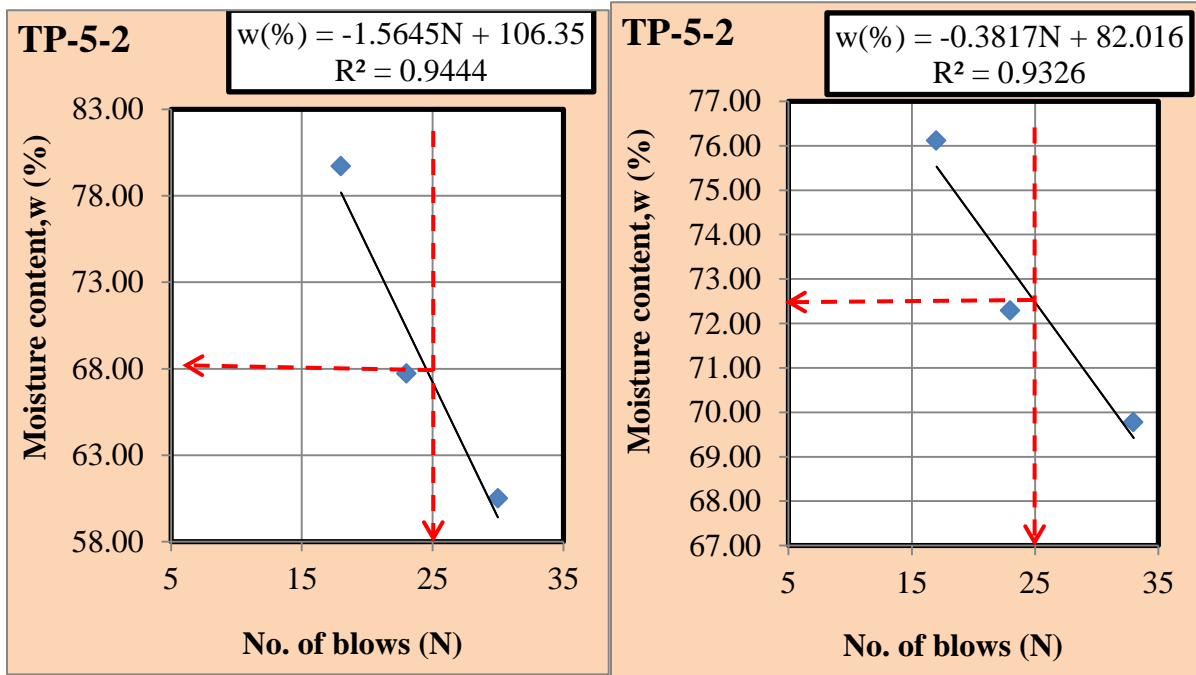 TP-5-2
w(%) = -1.5645N + 106.35
R² = 0.9444
83.00
78.00
73.00
68.00
63.00
58.00
Moisture content,w (%)
5 15 25 35
No. of blows (N)
TP-5-2
w(%) = -0.3817N + 82.016
R² = 0.9326
77.00
76.00
75.00
74.00
73.00
72.00
71.00
70.00
69.00
68.00
67.00
Moisture content,w (%)
5 15 25 35
No. of blows (N)